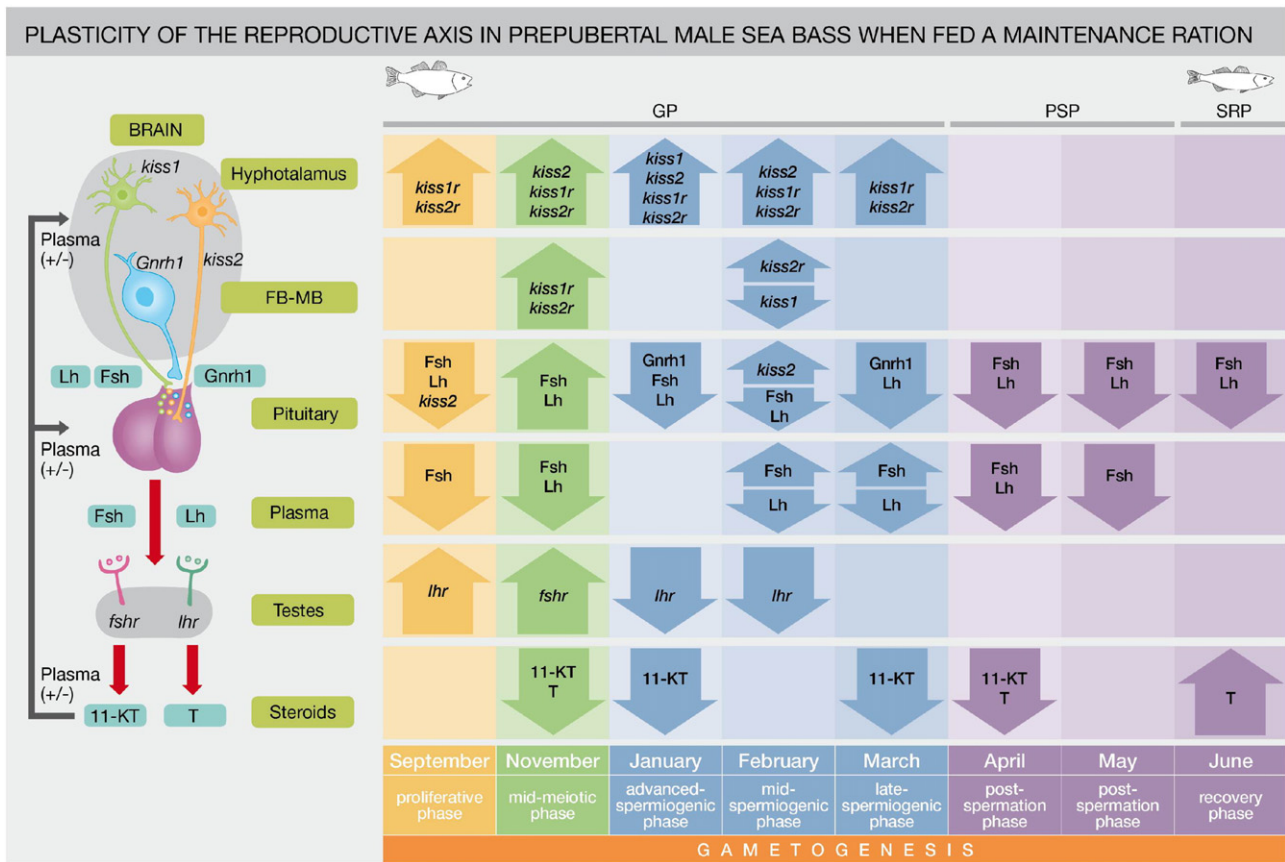 PLASTICITY OF THE REPRODUCTIVE AXIS IN PREPUBERTAL MALE SEA BASS WHEN FED A MAINTENANCE RATION
GP
PSP
SRP
BRAIN
kiss1
Hyphotalamus
Plasma
(+/-)
Gnrh1
kiss2
FB-MB
Lh
Fsh
Gnrh1
Pituitary
Plasma
(+/-)
Fsh
Lh
Plasma
Testes
fshr
lhr
Plasma
(+/-)
11-KT
T
Steroids
kiss1r
kiss2r
kiss2
kiss1r
kiss2r
kiss1
kiss2
kiss1r
kiss2r
kiss2
kiss1r
kiss2r
kiss1r
kiss2r
kiss1r
kiss2r
kiss2r
kiss1
Fsh
Lh
kiss2
Fsh
Lh
Gnrh1
Fsh
Lh
kiss2
Fsh
Lh
Gnrh1
Lh
Fsh
Lh
Fsh
Lh
Fsh
Lh
Fsh
Fsh
Lh
Fsh
Lh
Fsh
Lh
Fsh
Lh
Fsh
lhr
fshr
lhr
lhr
11-KT
T
11-KT
11-KT
11-KT
T
T
September
November
January
February
March
April
May
June
proliferative
phase
mid-meiotic
phase
advanced-
spermiogenic
phase
mid-
spermiogenic
phase
late-
spermiogenic
phase
post-
spermation
phase
post-
spermation
phase
recovery
phase
GAMETOGENESIS